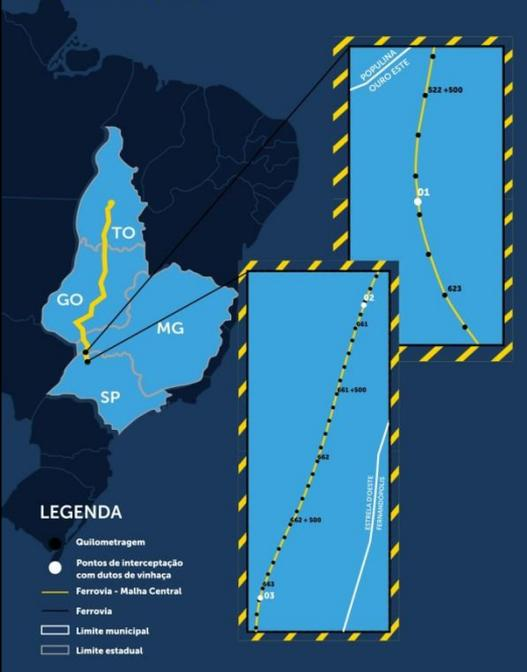 POPULINA
OURO ESTE
522 +500
01
623
TO
GO
MG
SP
02
661
661 +500
662
662 + 500
663
03
ESTRELA D'OESTE
FERNANDÓPOLIS
LEGENDA
Quilometragem
Pontos de interceptação
com dutos de vinhaça
Ferrovia - Malha Central
Ferrovia
Limite municipal
Limite estadual